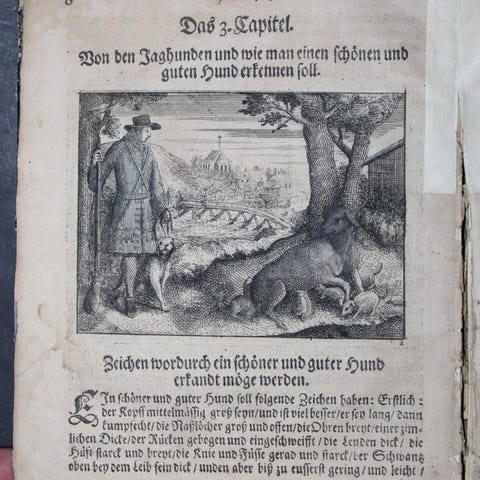 Das 3. Capitel.
Von den Jaghunden und wie man einen schönen und
guten Hund erkennen soll.
2
Zeichen wordurch ein schöner und guter Hund
erkandt möge werden.
EIn schöner und guter Hund soll folgende Zeichen haben: Erstlich
der Kopff mittelmässig groß seyn/und ist viel besser/er sey lang/dann
kumpfecht/die Naßlöcher groß und offen/die Ohren breyt/einer zim-
lichen Dicke/der Rücken gebogen und eingeschweifft/die Lenden dick/die
Hüfft starck und breyt/die Knie und Füsse gerad und starck/der Schwantz
oben bey dem Leib fein dick/unden aber biß zu eusserst gering/und leicht/